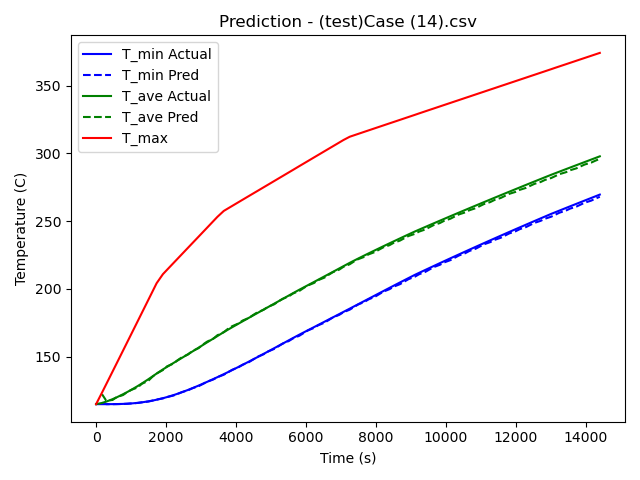 Prediction - (test)Case (14).csv
T_min Actual
T_min Pred
T_ave Actual
T_ave Pred
T_max
Temperature (C)
350
300
250
200
150
0 2000 4000 6000 8000 10000 12000 14000
Time (s)